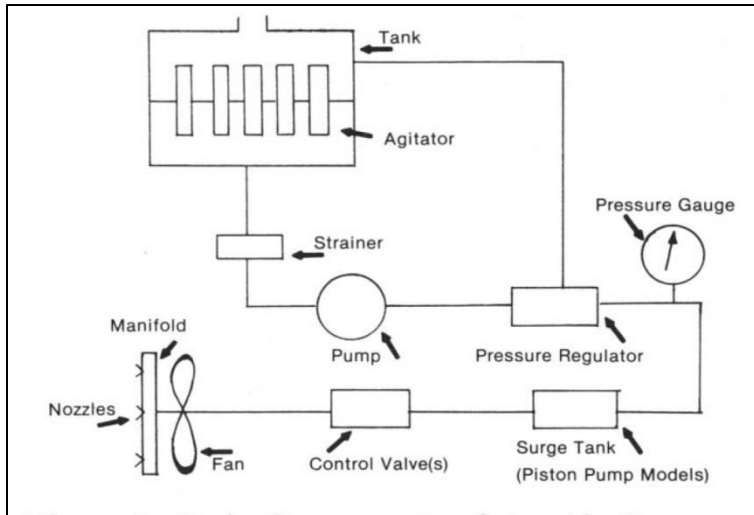 Tank
Agitator
Pressure Gauge
Strainer
Manifold
Pump
Pressure Regulator
Nozzles
Fan
Control Valve(s)
Surge Tank
(Piston Pump Models)